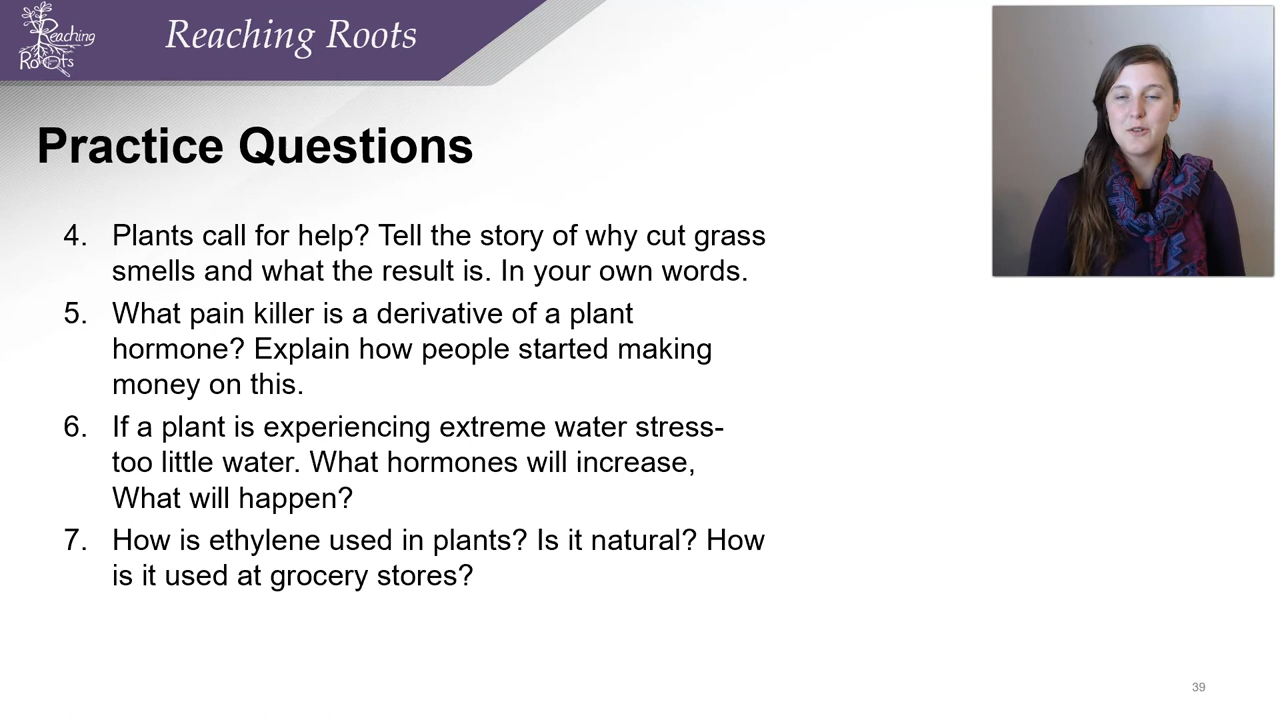 Reaching
Roots
Reaching Roots
Practice Questions
4. Plants call for help? Tell the story of why cut grass
smells and what the result is. In your own words.
5. What pain killer is a derivative of a plant
hormone? Explain how people started making
money on this.
6. If a plant is experiencing extreme water stress-
too little water. What hormones will increase,
What will happen?
7. How is ethylene used in plants? Is it natural? How
is it used at grocery stores?
39